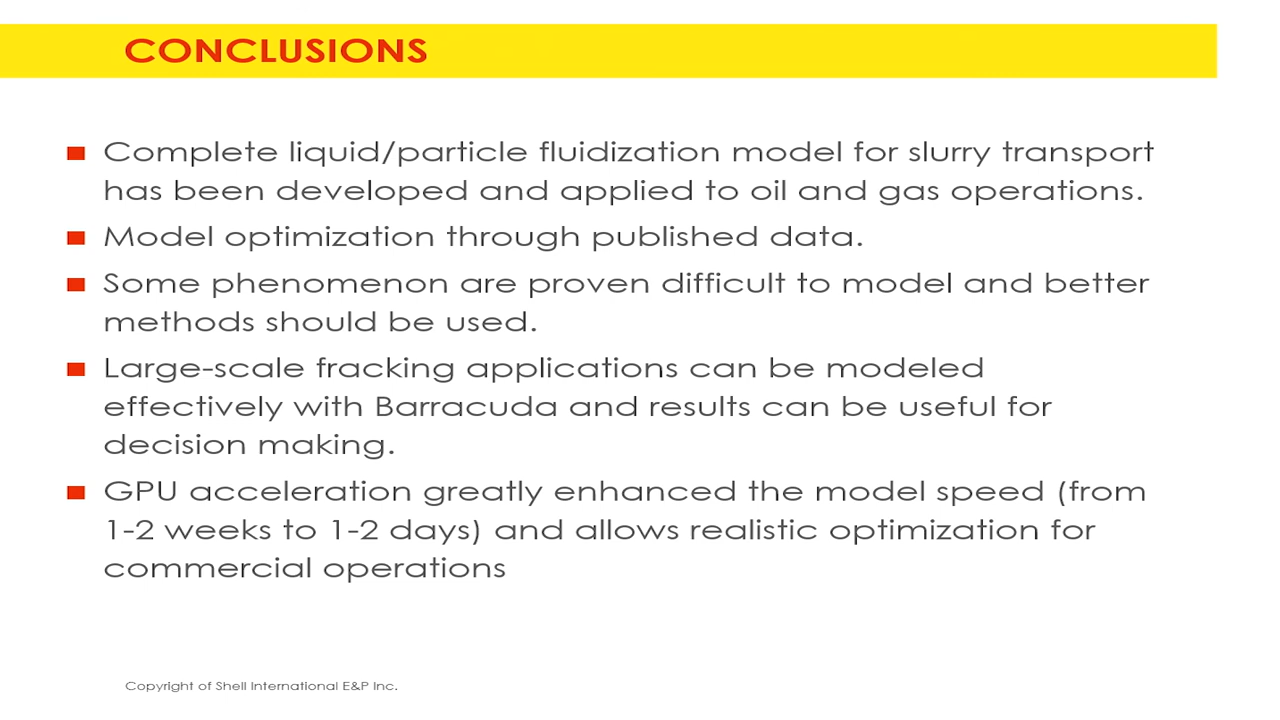 CONCLUSIONS
Complete liquid/particle fluidization model for slurry transport
has been developed and applied to oil and gas operations.
Model optimization through published data.
Some phenomenon are proven difficult to model and better
methods should be used.
Large-scale fracking applications can be modeled
effectively with Barracuda and results can be useful for
decision making.
GPU acceleration greatly enhanced the model speed (from
1-2 weeks to 1-2 days) and allows realistic optimization for
commercial operations
Copyright of Shell International E&P Inc.